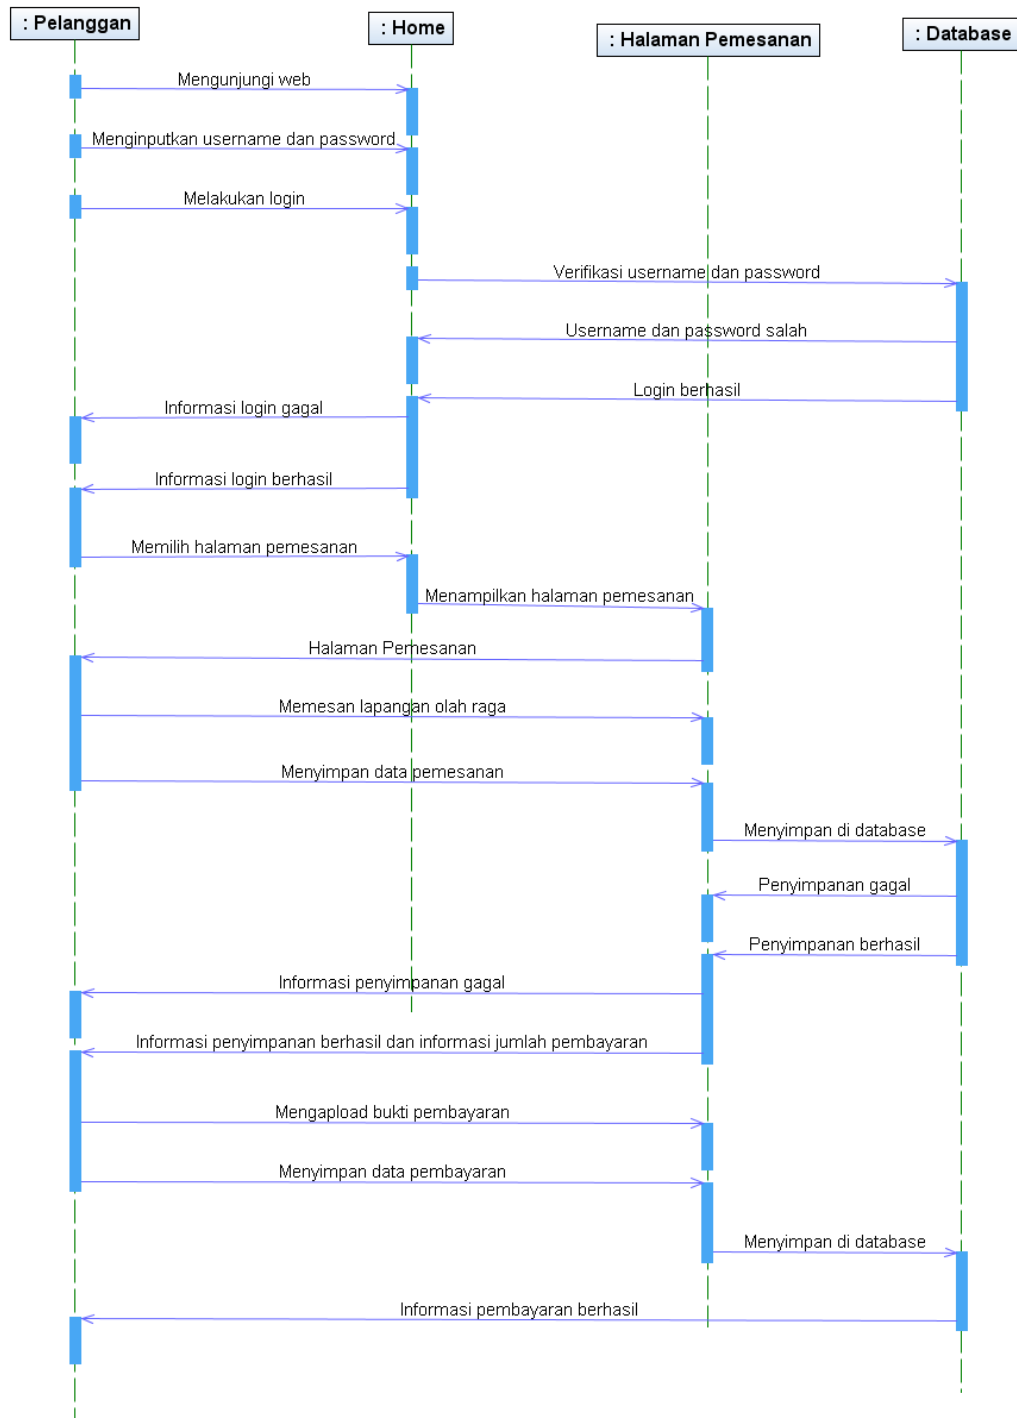 : Pelanggan
: Home
: Halaman Pemesanan
: Database
Mengunjungi web
Menginputkan username dan password
Melakukan login
Verifikasi username dan password
Username dan password salah
Login berhasil
Informasi login gagal
Informasi login berhasil
Memilih halaman pemesanan
Menampilkan halaman pemesanan
Halaman Pemesanan
Memesan lapangan olah raga
Menyimpan data pemesanan
Menyimpan di database
Penyimpanan gagal
Penyimpanan berhasil
Informasi penyimpanan gagal
Informasi penyimpanan berhasil dan informasi jumlah pembayaran
Mengapload bukti pembayaran
Menyimpan data pembayaran
Menyimpan di database
Informasi pembayaran berhasil